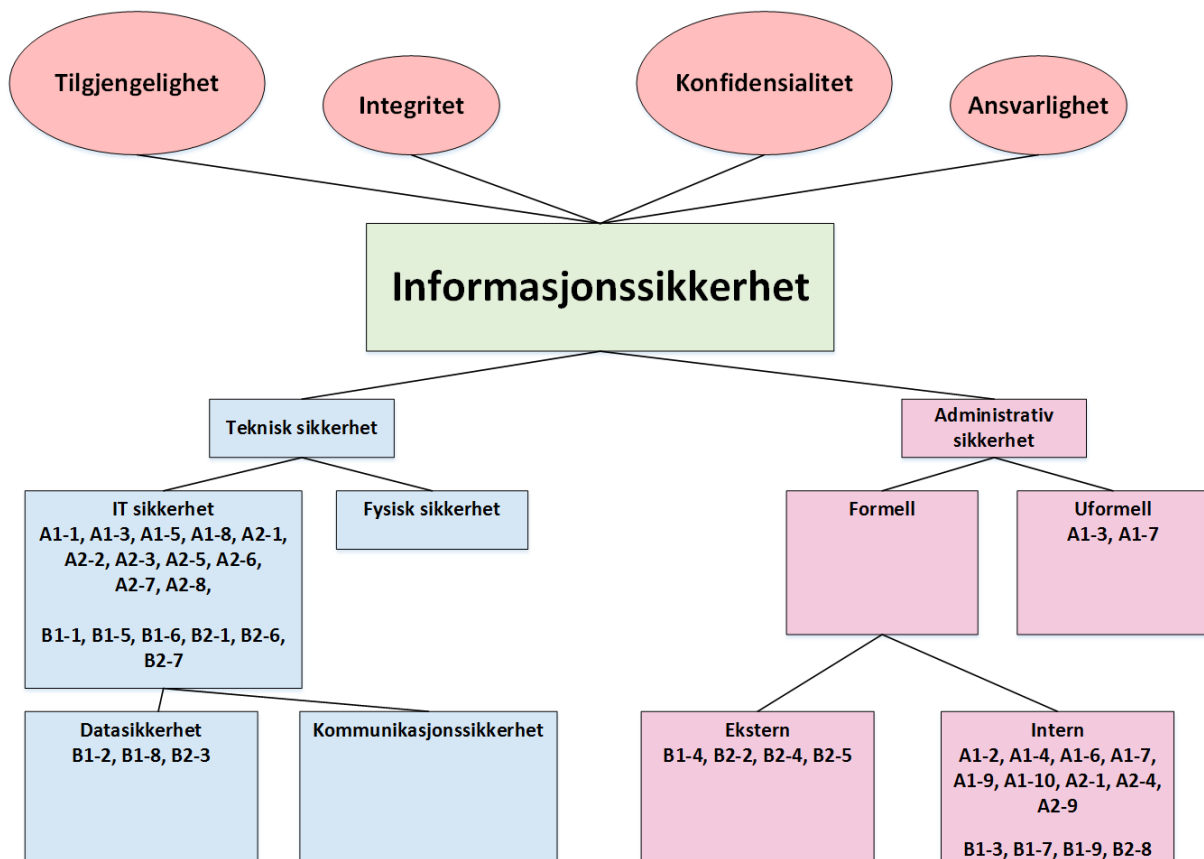 Tilgjengelighet
Integritet
Konfidensialitet
Ansvarlighet
Informasjonssikkerhet
Teknisk sikkerhet
Administrativ
sikkerhet
IT sikkerhet
A1-1, A1-3, A1-5, A1-8, A2-1,
A2-2, A2-3, A2-5, A2-6,
A2-7, A2-8,
B1-1, B1-5, B1-6, B2-1, B2-6,
B2-7
Fysisk sikkerhet
Formell
Uformell
A1-3, A1-7
Datasikkerhet
B1-2, B1-8, B2-3
Kommunikasjonssikkerhet
Ekstern
B1-4, B2-2, B2-4, B2-5
Intern
A1-2, A1-4, A1-6, A1-7,
A1-9, A1-10, A2-1, A2-4,
A2-9
B1-3, B1-7, B1-9, B2-8